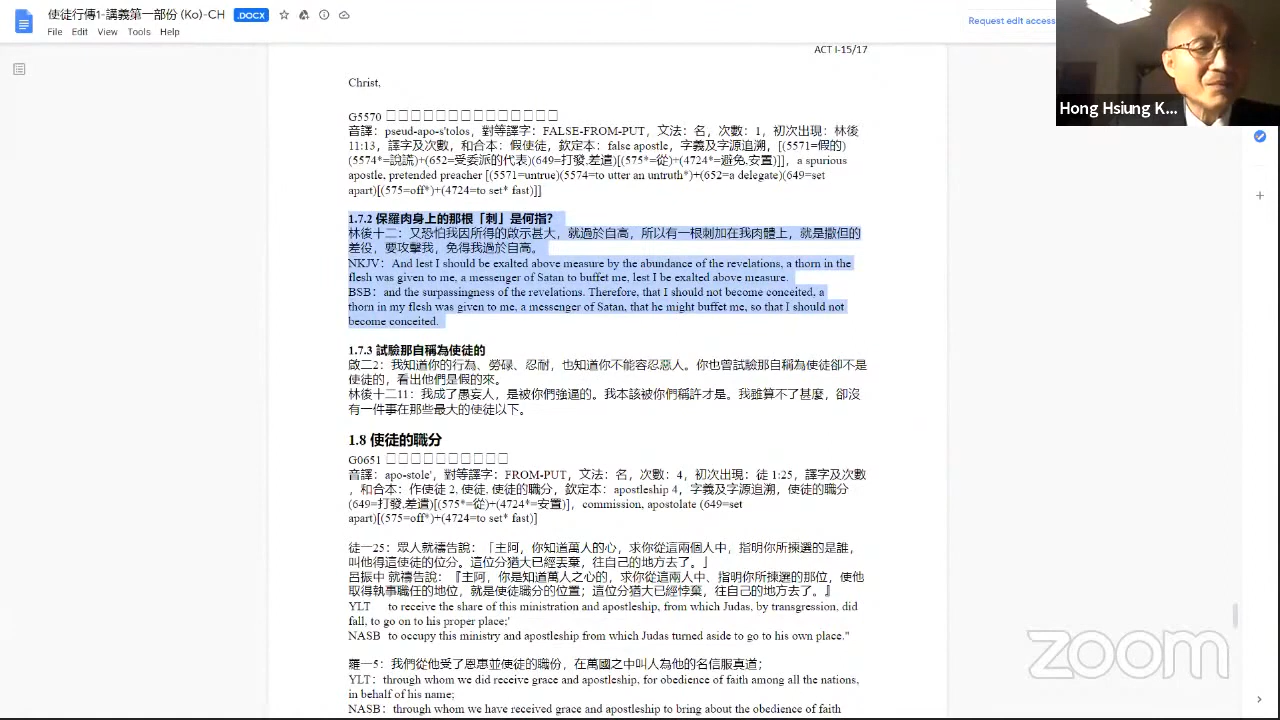 使徒行傳1-講義第一部份 (Ko)-CH
.DOCX
Request edit access
File Edit View Tools Help
Hong Hsiung K...
ACT I-15/17
Christ,
G5570 □□□□□□□□□□□□□□
音譯：pseud-apo-s'tolos，對等譯字：FALSE-FROM-PUT，文法：名，次數：1，初次出現：林後
11:13，譯字及次數，和合本：假使徒，欽定本：false apostle，字義及字源追溯，[(5571=假的)
(5574*=說謊)+(652=受委派的代表)(649=打發.差遣)[(575*=從)+(4724*=避免.安置)]]，a spurious
apostle, pretended preacher [(5571=untrue)(5574=to utter an untruth*)+(652=a delegate)(649=set
apart)[(575=off*)+(4724=to set* fast)]]
1.7.2 保羅肉身上的那根「刺」是何指？
林後十二：又恐怕我因所得的啟示甚大，就過於自高，所以有一根刺加在我肉體上，就是撒但的
差役，要攻擊我，免得我過於自高。
NKJV：And lest I should be exalted above measure by the abundance of the revelations, a thorn in the
flesh was given to me, a messenger of Satan to buffet me, lest I be exalted above measure.
BSB：and the surpassingness of the revelations. Therefore, that I should not become conceited, a
thorn in my flesh was given to me, a messenger of Satan, that he might buffet me, so that I should not
become conceited.
1.7.3 試驗那自稱為使徒的
啟二2：我知道你的行為、勞碌、忍耐，也知道你不能容忍惡人。你也曾試驗那自稱為使徒卻不是
使徒的，看出他們是假的來。
林後十二11：我成了愚妄人，是被你們強逼的。我本該被你們稱許才是。我雖算不了甚麼，卻沒
有一件事在那些最大的使徒以下。
1.8 使徒的職分
G0651 □□□□□□□□□□
音譯：apo-stole'，對等譯字：FROM-PUT，文法：名，次數：4，初次出現：徒 1:25，譯字及次數
，和合本：作使徒 2, 使徒, 使徒的職分，欽定本：apostleship 4，字義及字源追溯，使徒的職分
(649=打發.差遣)[(575*=從)+(4724*=安置)]，commission, apostolate (649=set
apart)[(575=off*)+(4724=to set* fast)]
徒一25：眾人就禱告說：「主阿，你知道萬人的心，求你從這兩個人中，指明你所揀選的是誰，
叫他得這使徒的位分。這位分猶大已經丟棄，往自己的地方去了。」
呂振中 就禱告說：『主阿，你是知道萬人之心的，求你從這兩人中、指明你所揀選的那位，使他
取得執事職任的地位，就是使徒職分的位置；這位分猶大已經悖棄，往自己的地方去了。』
YLT to receive the share of this ministration and apostleship, from which Judas, by transgression, did
fall, to go on to his proper place;'
NASB to occupy this ministry and apostleship from which Judas turned aside to go to his own place."
羅一5：我們從他受了恩惠並使徒的職份，在萬國之中叫人為他的名信服真道；
YLT：through whom we did receive grace and apostleship, for obedience of faith among all the nations,
in behalf of his name;
NASB：through whom we have received grace and apostleship to bring about the obedience of faith
zoom